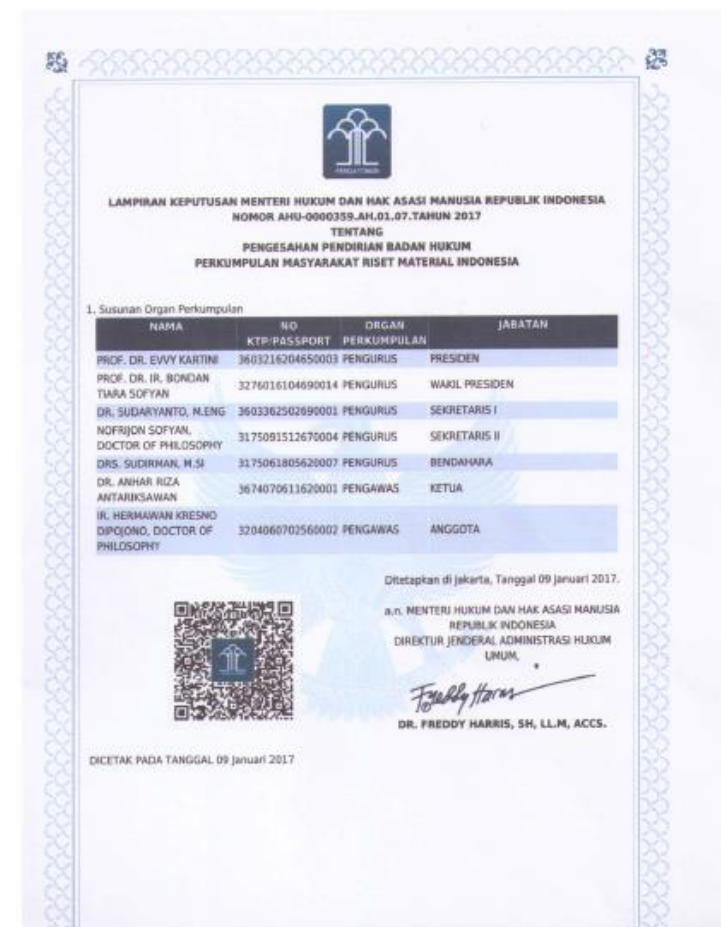 PENGAYOMAN
LAMPIRAN KEPUTUSAN MENTERI HUKUM DAN HAK ASASI MANUSIA REPUBLIK INDONESIA
NOMOR AHU-0000359.AH.01.07.TAHUN 2017
TENTANG
PENGESAHAN PENDIRIAN BADAN HUKUM
PERKUMPULAN MASYARAKAT RISET MATERIAL INDONESIA
1. Susunan Organ Perkumpulan
NAMA NO KTP/PASSPORT ORGAN PERKUMPULAN JABATAN
PROF. DR. EVVY KARTINI 3603216204650003 PENGURUS PRESIDEN
PROF. DR. IR. BONDAN TIARA SOFYAN 3276016104690014 PENGURUS WAKIL PRESIDEN
DR. SUDARYANTO, M.ENG 3603362502690001 PENGURUS SEKRETARIS I
NOFRIJON SOFYAN, DOCTOR OF PHILOSOPHY 3175091512670004 PENGURUS SEKRETARIS II
DRS. SUDIRMAN, M.SI 3175061805620007 PENGURUS BENDAHARA
DR. ANHAR RIZA ANTARIKSAWAN 3674070611620001 PENGAWAS KETUA
IR. HERMAWAN KRESNO DIPOJONO, DOCTOR OF PHILOSOPHY 3204060702560002 PENGAWAS ANGGOTA
Ditetapkan di Jakarta, Tanggal 09 Januari 2017.
a.n. MENTERI HUKUM DAN HAK ASASI MANUSIA
REPUBLIK INDONESIA
DIREKTUR JENDERAL ADMINISTRASI HUKUM
UMUM,
Freddy Harris
DR. FREDDY HARRIS, SH, LL.M, ACCS.
DICETAK PADA TANGGAL 09 Januari 2017